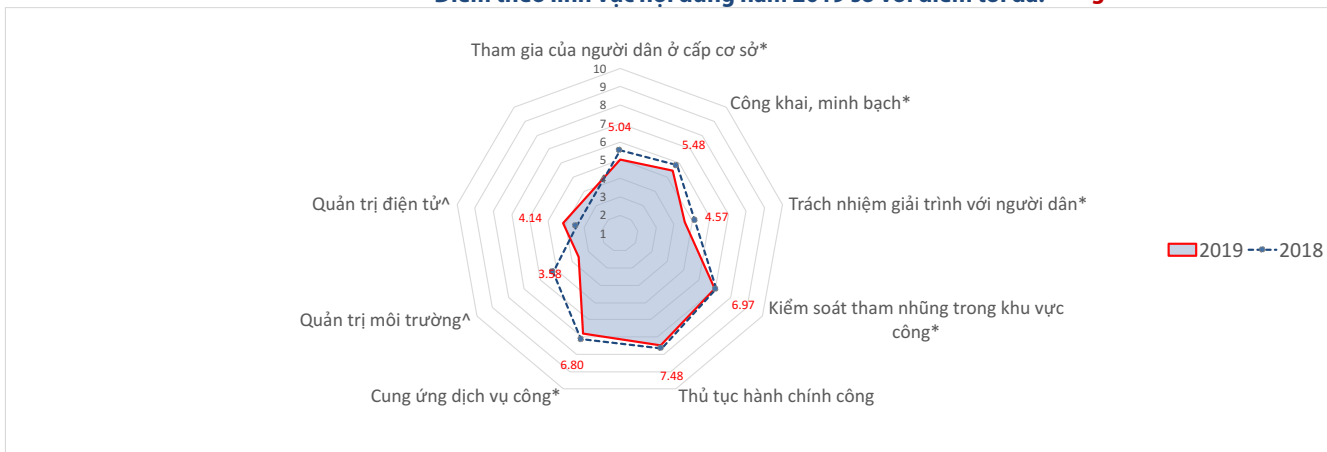 Tham gia của người dân ở cấp cơ sở*
10
9
8
7
6
5
4
3
2
1
Công khai, minh bạch*
Trách nhiệm giải trình với người dân*
Kiểm soát tham nhũng trong khu vực
công*
Thủ tục hành chính công
Cung ứng dịch vụ công*
Quản trị môi trường^
Quản trị điện tử^
5.04
5.48
4.57
6.97
7.48
6.80
3.58
4.14
2019
2018